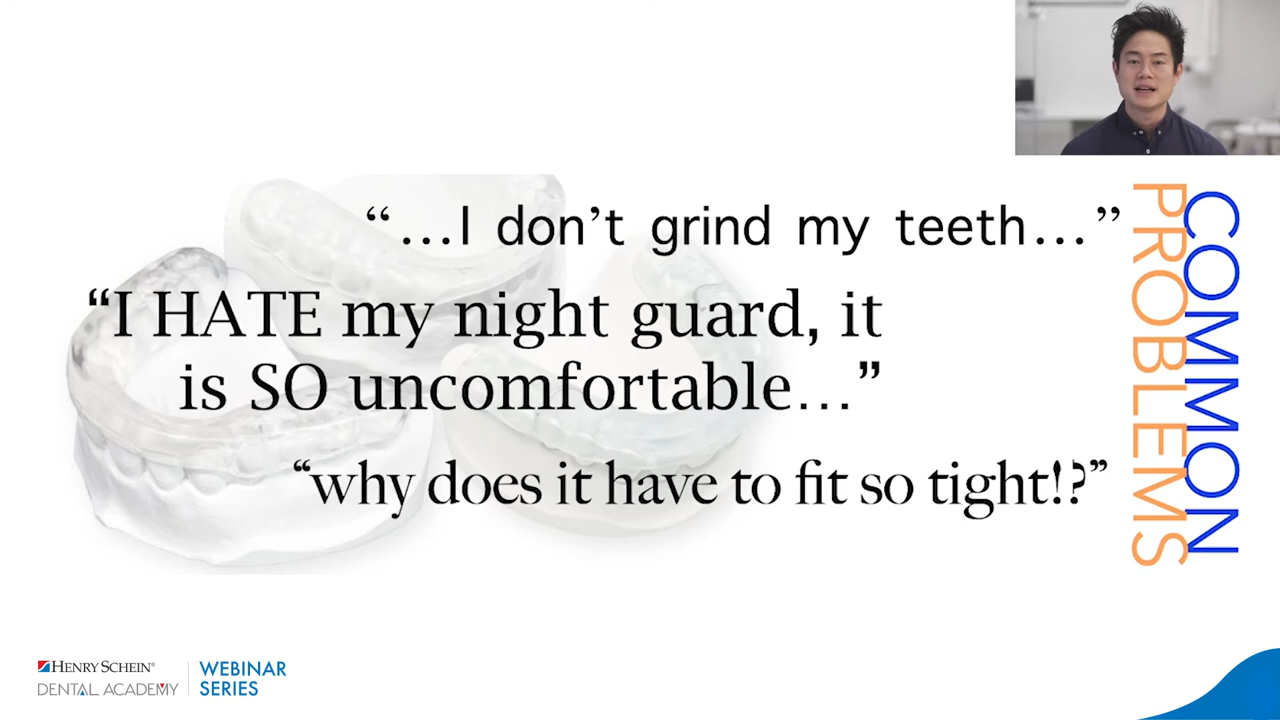 “...I don’t grind my teeth...”
“I HATE my night guard, it
is SO uncomfortable...”
“why does it have to fit so tight!?”
COMMON
PROBLEMS
HENRY SCHEIN®
DENTAL ACADEMY
WEBINAR
SERIES